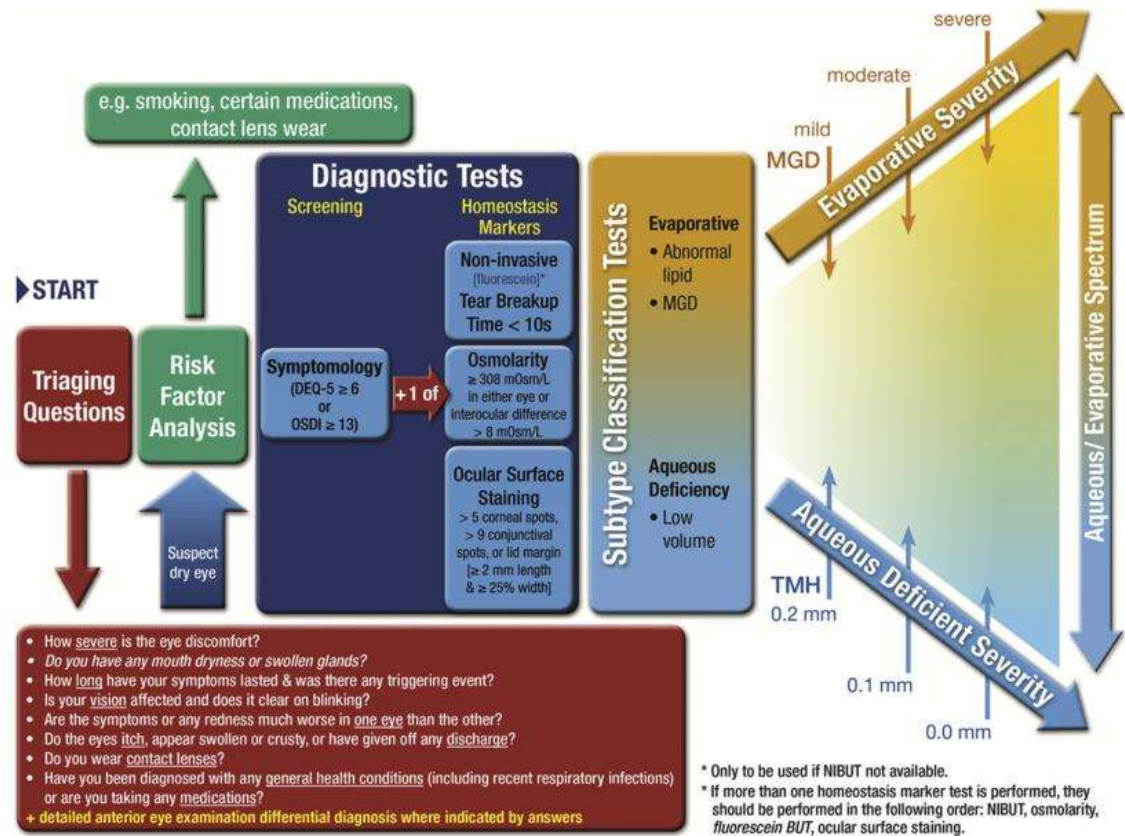 e.g. smoking, certain medications,
contact lens wear
START
Triaging
Questions
Risk
Factor
Analysis
Suspect
dry eye
Diagnostic Tests
Screening
Homeostasis
Markers
Symptomology
(DEQ-5 ≥ 6
or
OSDI ≥ 13)
+1 of
Non-invasive
[fluorescein]*
Tear Breakup
Time < 10s
Osmolarity
≥ 308 mOsm/L
in either eye or
interocular difference
> 8 mOsm/L
Ocular Surface
Staining
> 5 corneal spots,
> 9 conjunctival
spots, or lid margin
[≥ 2 mm length
& ≥ 25% width]
Subtype Classification Tests
Evaporative
• Abnormal
lipid
• MGD
Aqueous
Deficiency
• Low
volume
severe
moderate
mild
MGD
Evaporative Severity
Aqueous/ Evaporative Spectrum
Aqueous Deficient Severity
TMH
0.2 mm
0.1 mm
0.0 mm
• How severe is the eye discomfort?
• Do you have any mouth dryness or swollen glands?
• How long have your symptoms lasted & was there any triggering event?
• Is your vision affected and does it clear on blinking?
• Are the symptoms or any redness much worse in one eye than the other?
• Do the eyes itch, appear swollen or crusty, or have given off any discharge?
• Do you wear contact lenses?
• Have you been diagnosed with any general health conditions (including recent respiratory infections)
or are you taking any medications?
+ detailed anterior eye examination differential diagnosis where indicated by answers
* Only to be used if NIBUT not available.
* If more than one homeostasis marker test is performed, they
should be performed in the following order: NIBUT, osmolarity,
fluorescein BUT, ocular surface staining.